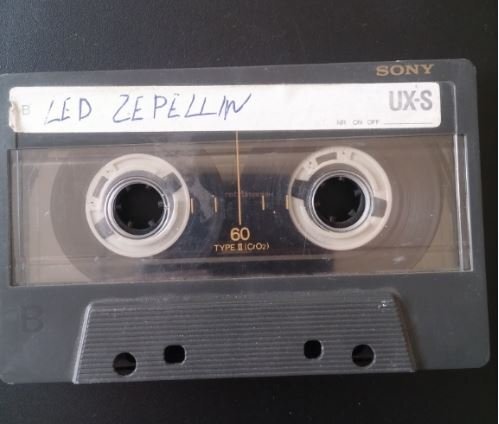 SONY
B LED ZEPELLIN UX-S
NR ON OFF
60
TYPE II (CrO2)
B